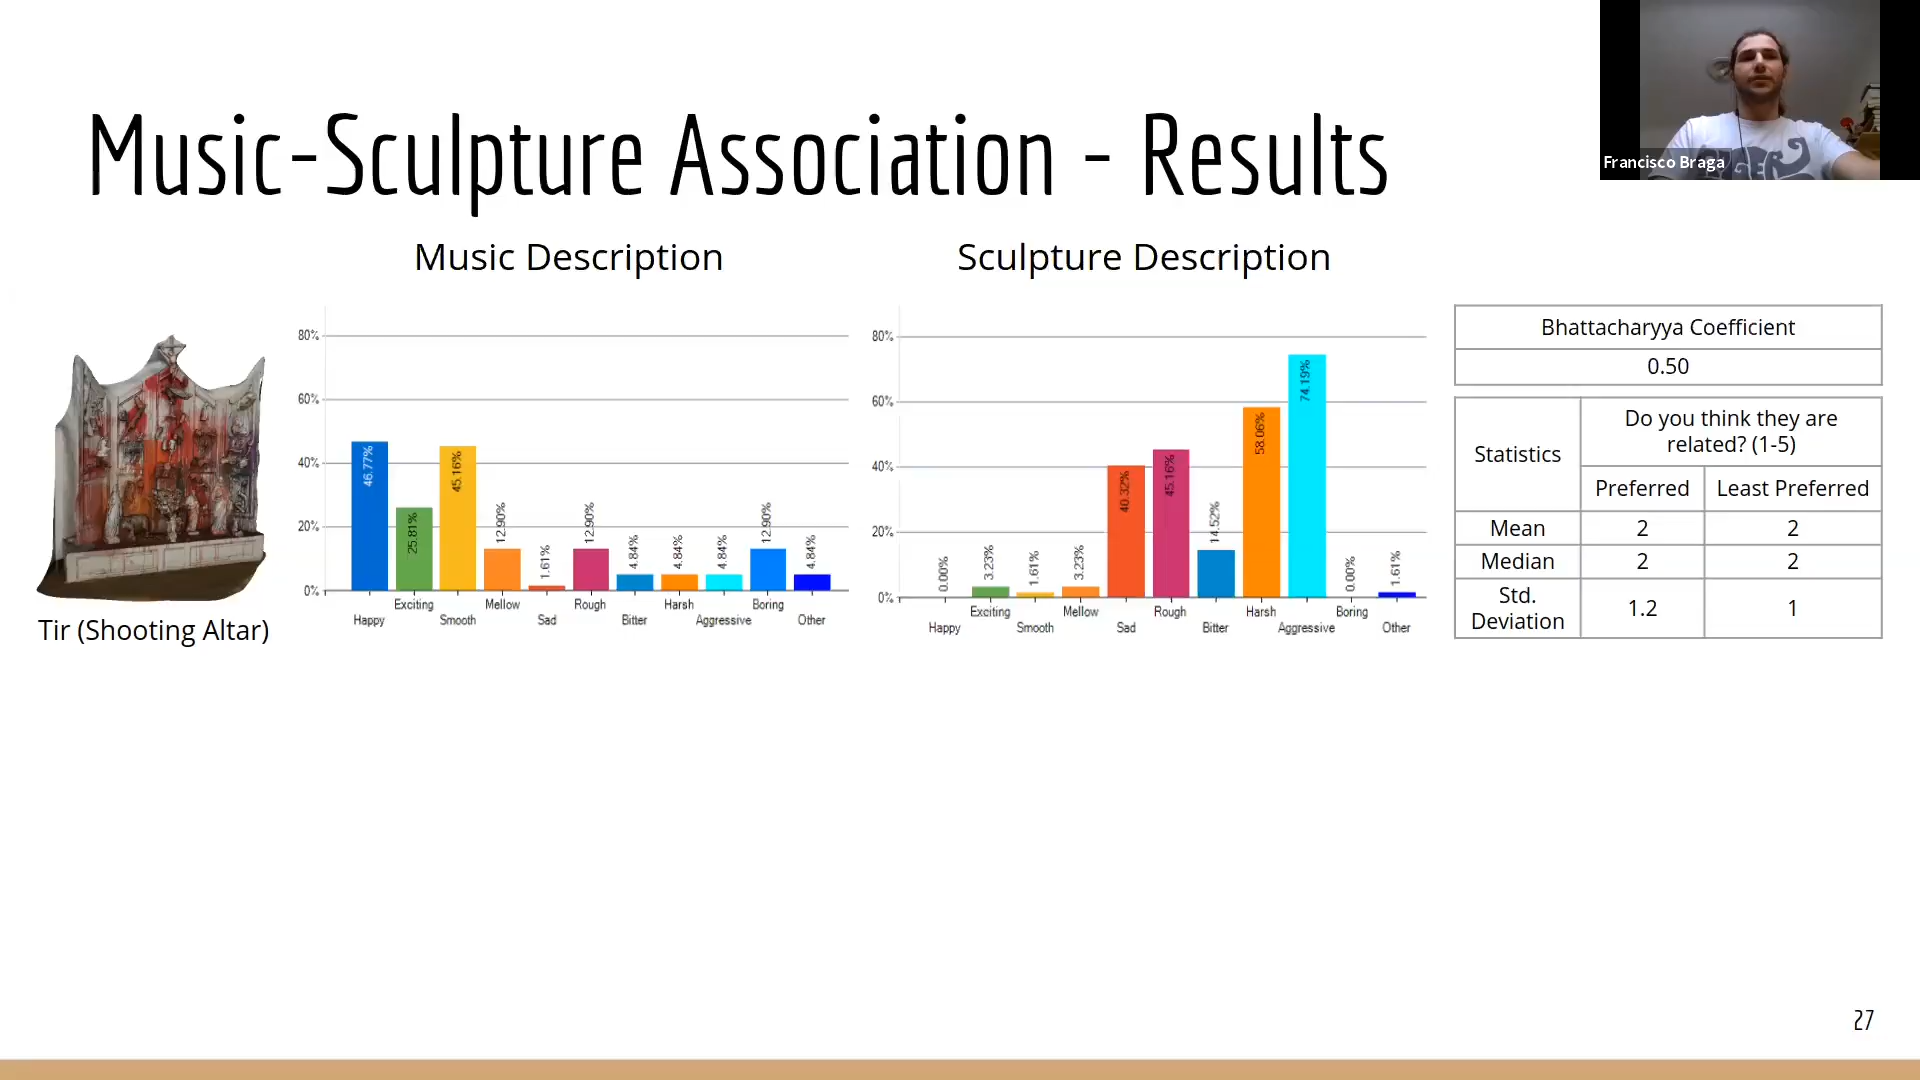 Francisco Braga
Music-Sculpture Association - Results
Music Description
Sculpture Description
80%
60%
40%
20%
0%
46.77%
25.81%
45.16%
12.90%
1.61%
12.90%
4.84%
4.84%
4.84%
12.90%
4.84%
Happy
Exciting
Smooth
Mellow
Sad
Rough
Bitter
Harsh
Aggressive
Boring
Other
80%
60%
40%
20%
0%
0.00%
3.23%
1.61%
3.23%
40.32%
45.16%
14.52%
58.06%
74.19%
0.00%
1.61%
Happy
Exciting
Smooth
Mellow
Sad
Rough
Bitter
Harsh
Aggressive
Boring
Other
Bhattacharyya Coefficient
0.50
Statistics
Do you think they are
related? (1-5)
Preferred
Least Preferred
Mean
2
2
Median
2
2
Std.
Deviation
1.2
1
Tir (Shooting Altar)
27